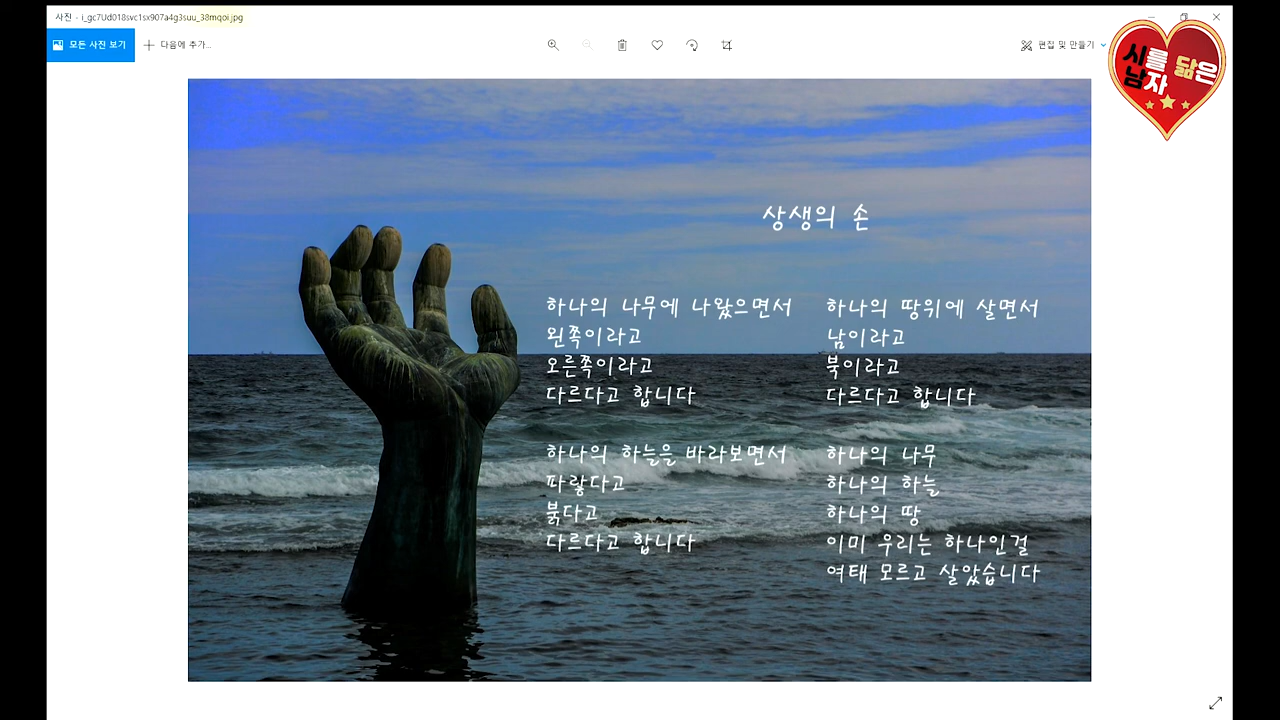 사진 - i_gc7Ud018svc1sx907a4g3suu_38mqoi.jpg
모든 사진 보기
다음에 추가...
편집 및 만들기
시를 닮은
남자
상생의 손
하나의 나무에 나왔으면서
왼쪽이라고
오른쪽이라고
다르다고 합니다
하나의 하늘을 바라보면서
파랗다고
붉다고
다르다고 합니다
하나의 땅위에 살면서
남이라고
북이라고
다르다고 합니다
하나의 나무
하나의 하늘
하나의 땅
이미 우리는 하나인걸
여태 모르고 살았습니다